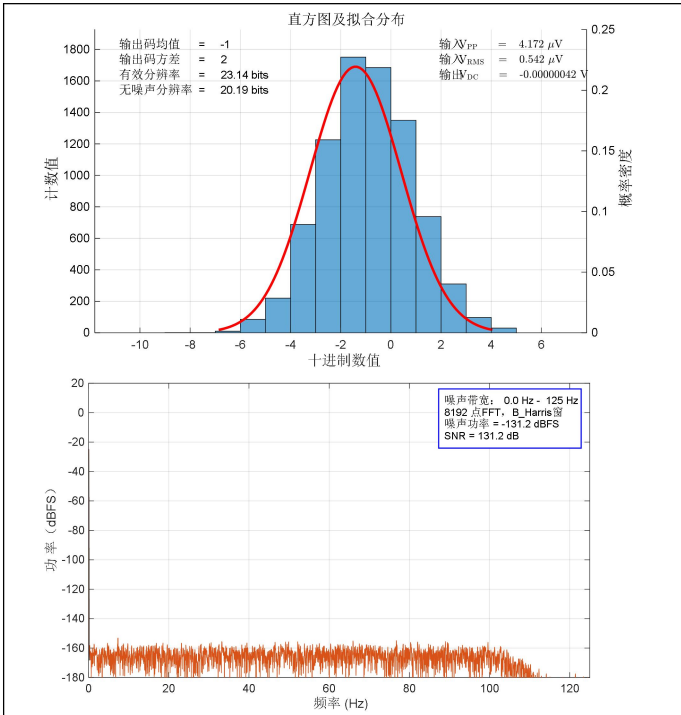 直方图及拟合分布
输出码均值 = -1
输出码方差 = 2
有效分辨率 = 23.14 bits
无噪声分辨率 = 20.19 bits
输入VPP = 4.172 μV
输入VRMS = 0.542 μV
输出VDC = -0.00000042 V
计数值
1800
1600
1400
1200
1000
800
600
400
200
0
0.25
0.2
0.15
0.1
0.05
0
概率密度
-10 -8 -6 -4 -2 0 2 4 6
十进制数值
噪声带宽： 0.0 Hz - 125 Hz
8192 点FFT，B_Harris窗
噪声功率 = -131.2 dBFS
SNR = 131.2 dB
功 率（dBFS）
20
0
-20
-40
-60
-80
-100
-120
-140
-160
-180
0 20 40 60 80 100 120
频率 (Hz)